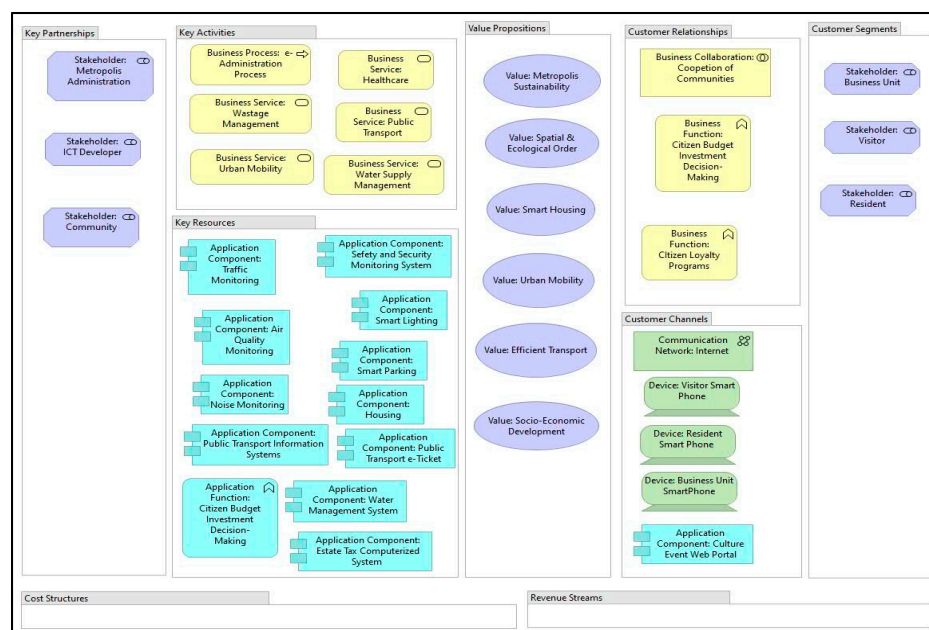 Key Partnerships
Stakeholder:
Metropolis
Administration
Stakeholder:
ICT Developer
Stakeholder:
Community
Key Activities
Business Process: e-
Administration
Process
Business
Service:
Healthcare
Business Service:
Wastage
Management
Business
Service: Public
Transport
Business Service:
Urban Mobility
Business Service:
Water Supply
Management
Key Resources
Application
Component:
Traffic
Monitoring
Application Component:
Sefety and Security
Monitoring System
Application
Component:
Smart Lighting
Application
Component: Air
Quality
Monitoring
Application
Component:
Smart Parking
Application
Component:
Noise Monitoring
Application
Component:
Housing
Application Component:
Public Transport Information
Systems
Application
Component: Public
Transport e-Ticket
Application
Function:
Citizen Budget
Investment
Decision-
Making
Application
Component: Water
Management System
Application Component:
Estate Tax Computerized
System
Value Propositions
Value: Metropolis
Sustainability
Value: Spatial &
Ecological Order
Value: Smart Housing
Value: Urban Mobility
Value: Efficient Transport
Value: Socio-Economic
Development
Customer Relationships
Business Collaboration:
Coopetion of
Communities
Business
Function:
Citizen Budget
Investment
Decision-
Making
Business
Function:
CItizen Loyalty
Programs
Customer Channels
Communication
Network: Internet
Device: Visitor Smart
Phone
Device: Resident
Smart Phone
Device: Business Unit
SmartPhone
Application
Component: Culture
Event Web Portal
Customer Segments
Stakeholder:
Business Unit
Stakeholder:
Visitor
Stakeholder:
Resident
Cost Structures
Revenue Streams